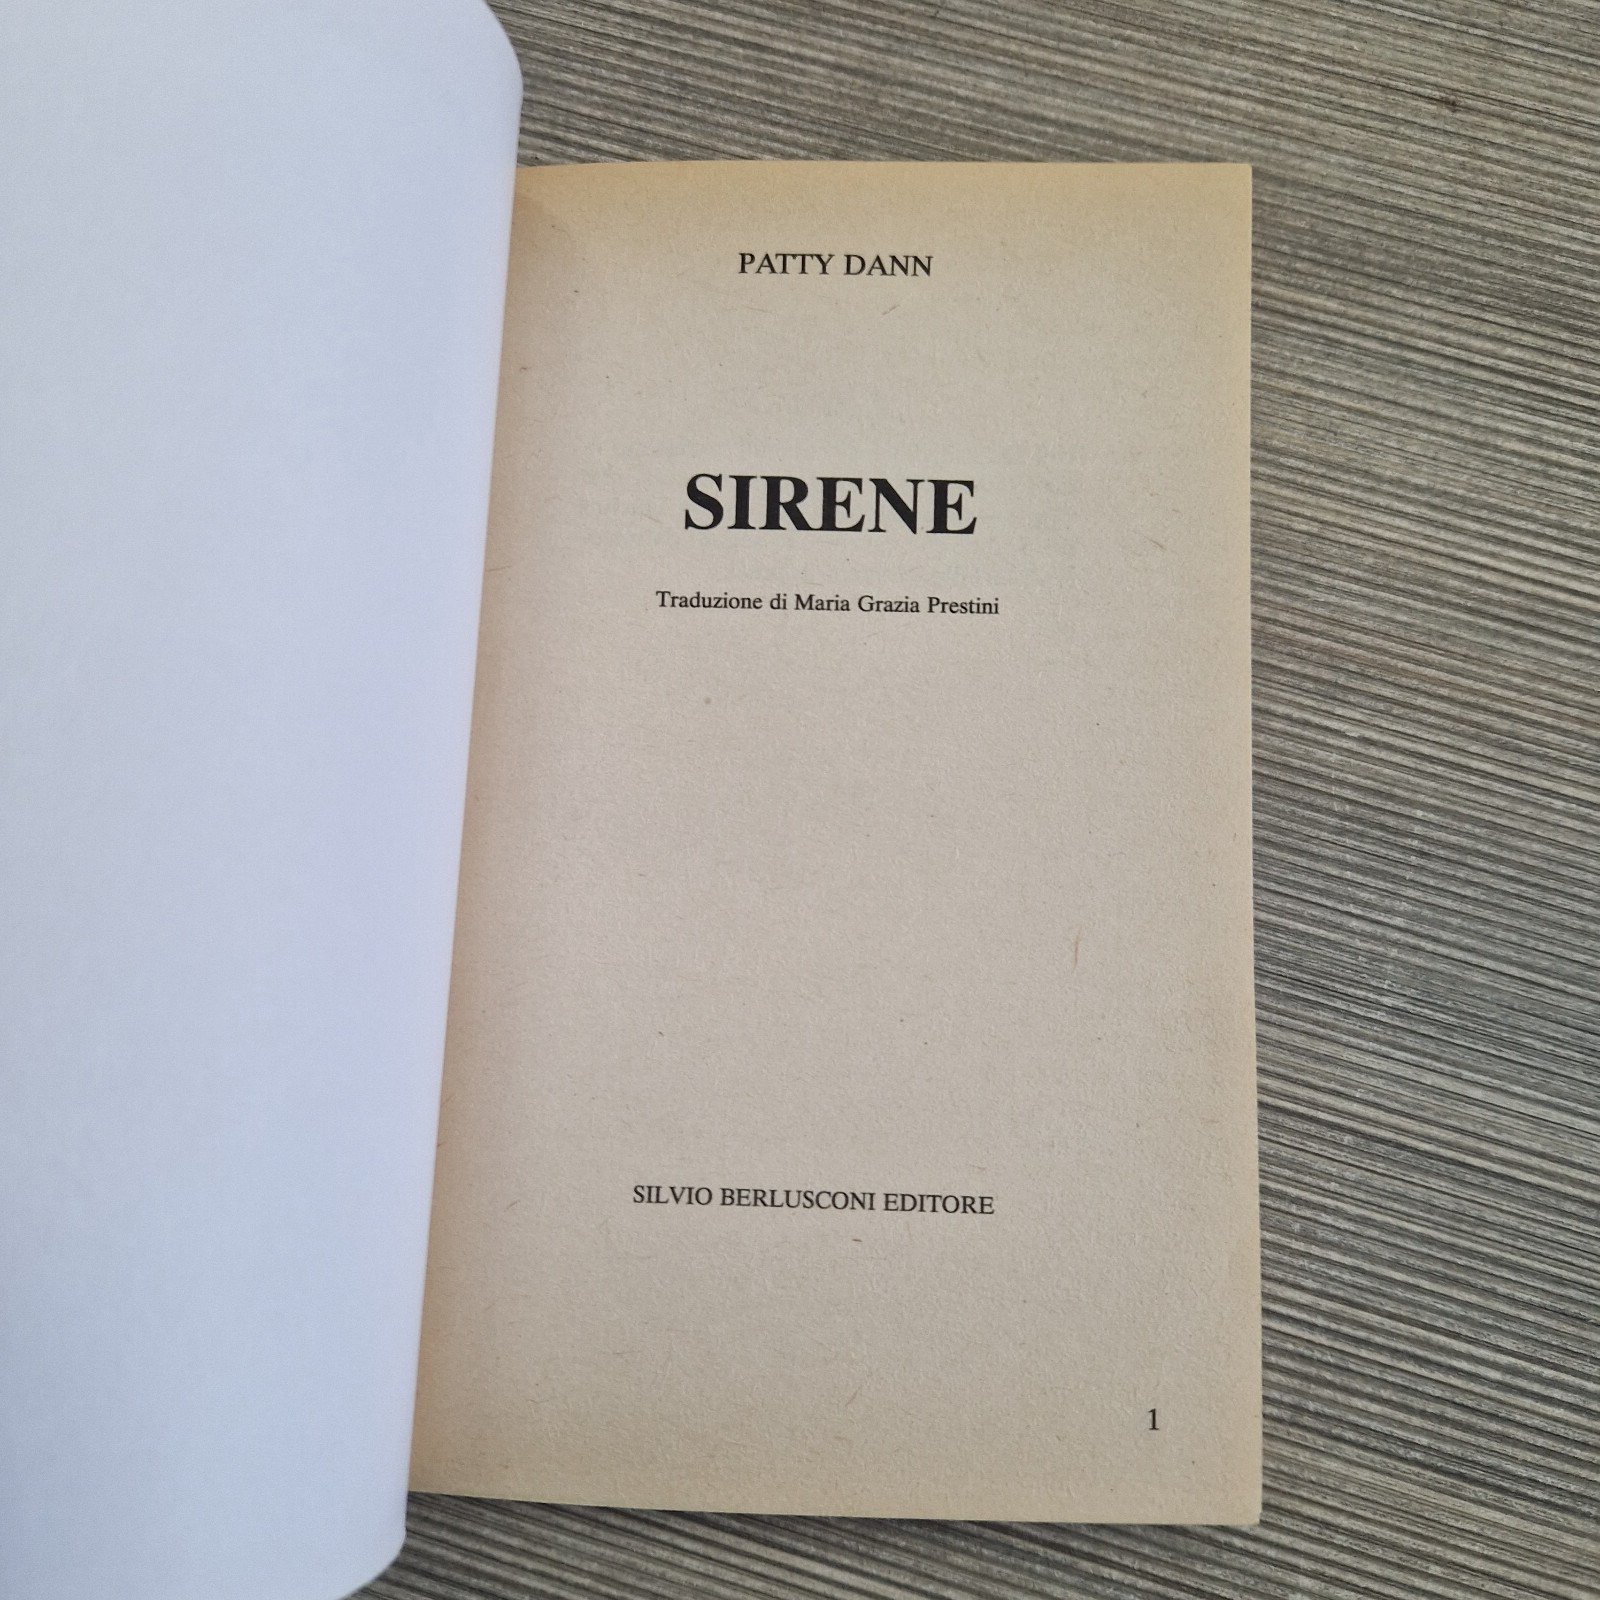 PATTY DANN
SIRENE
Traduzione di Maria Grazia Prestini
SILVIO BERLUSCONI EDITORE
1